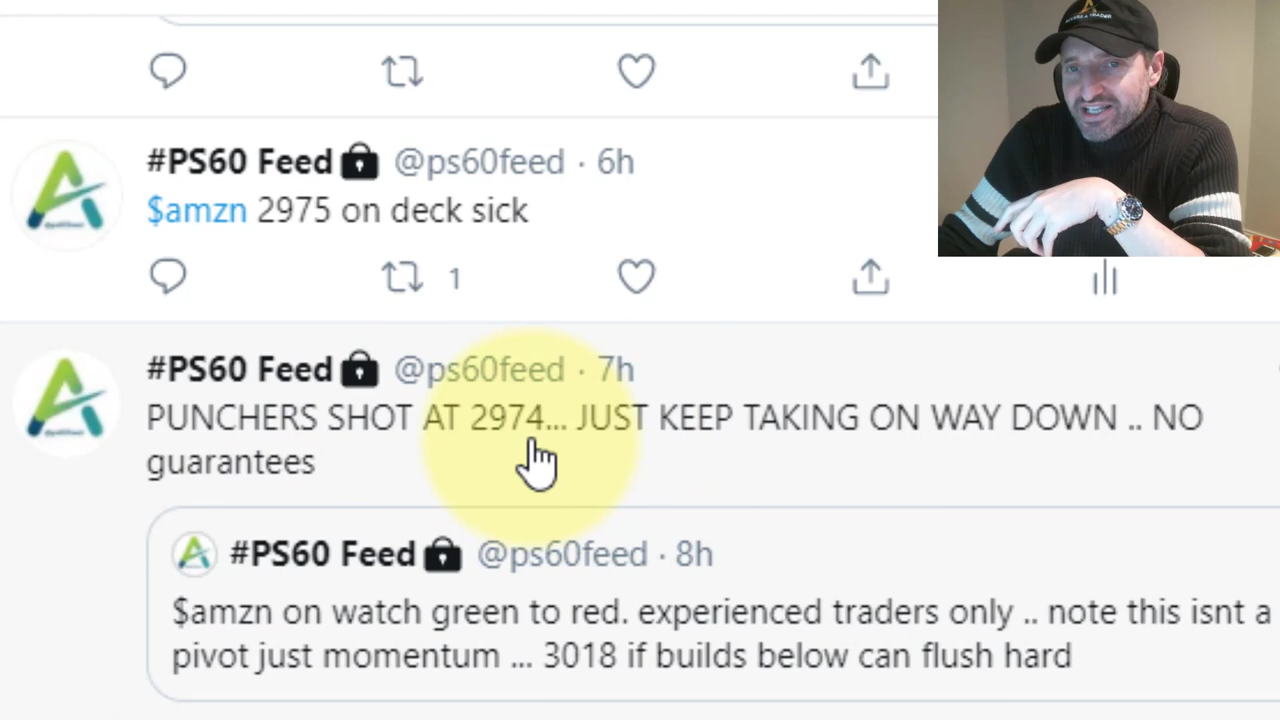 #PS60 Feed @ps60feed · 6h
$amzn 2975 on deck sick
1
#PS60 Feed @ps60feed · 7h
PUNCHERS SHOT AT 2974... JUST KEEP TAKING ON WAY DOWN .. NO
guarantees
#PS60 Feed @ps60feed · 8h
$amzn on watch green to red. experienced traders only .. note this isnt a
pivot just momentum ... 3018 if builds below can flush hard